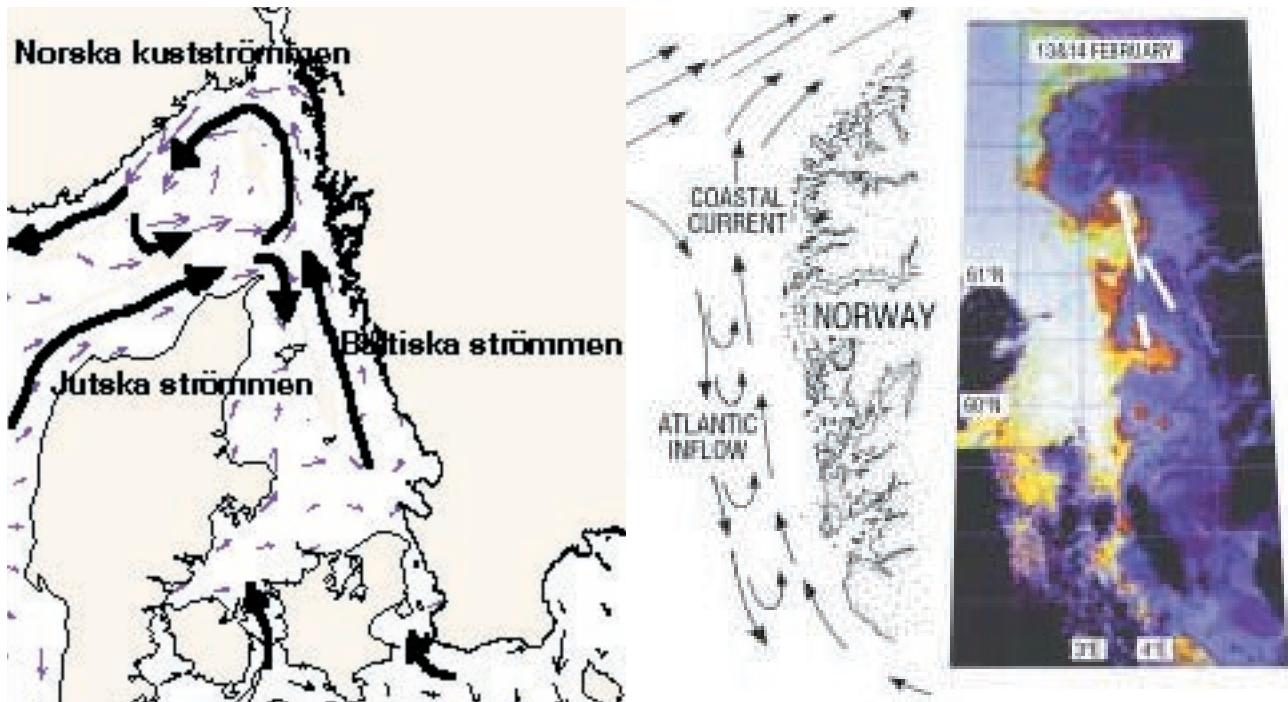 Norska kustströmmen
Baltiska strömmen
Jutska strömmen
COASTAL
CURRENT
NORWAY
ATLANTIC
INFLOW
13&14 FEBRUARY
61°N
60°N
3°E
4°E